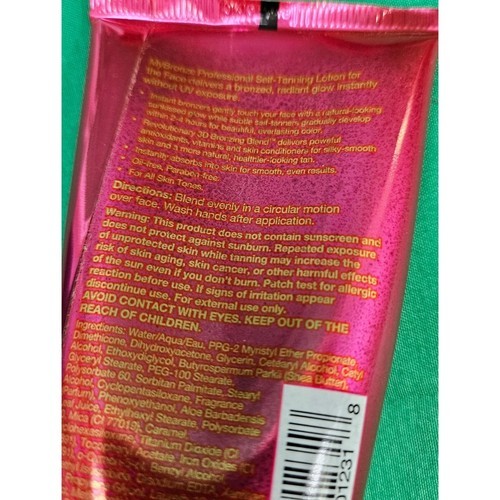 MyBronze Professional Self-Tanning Lotion for
the Face delivers a bronzed, radiant glow instantly
without UV exposure.
• Instant bronzers gently touch your face with a natural-looking
sunkissed glow while subtle self-tanners gradually develop
within 2-4 hours for beautiful, everlasting color.
• Revolutionary 3D Bronzing Blend™ delivers powerful
antioxidants, vitamins and skin conditioners for silky-smooth
skin and a more natural, healthier-looking tan.
• Instantly absorbs into skin for smooth, even results.
• Oil-free, Paraben-free.
• For All Skin Tones.
Directions: Blend evenly in a circular motion
over face. Wash hands after application.
Warning: This product does not contain sunscreen and
does not protect against sunburn. Repeated exposure
of unprotected skin while tanning may increase the
risk of skin aging, skin cancer, or other harmful effects
of the sun even if you don't burn. Patch test for allergic
reaction before use. If signs of irritation appear
discontinue use. For external use only.
AVOID CONTACT WITH EYES. KEEP OUT OF THE
REACH OF CHILDREN.
Ingredients: Water/Aqua/Eau, PPG-2 Myristyl Ether Propionate,
Dimethicone, Dihydroxyacetone, Glycerin, Cetearyl Alcohol, Cetyl
Alcohol, Ethoxydiglycol, Butyrospermum Parkii (Shea Butter),
Glyceryl Stearate, PEG-100 Stearate,
Polysorbate 60, Sorbitan Palmitate, Stearyl
Alcohol, Cyclopentasiloxane, Fragrance
(Parfum), Phenoxyethanol, Aloe Barbadensis
Leaf Juice, Ethylhexyl Stearate, Polysorbate
Mica (CI 77019), Caramel,
Titanium Dioxide (CI
Acetate, Iron Oxides (CI
Benzyl Alcohol
11231 8